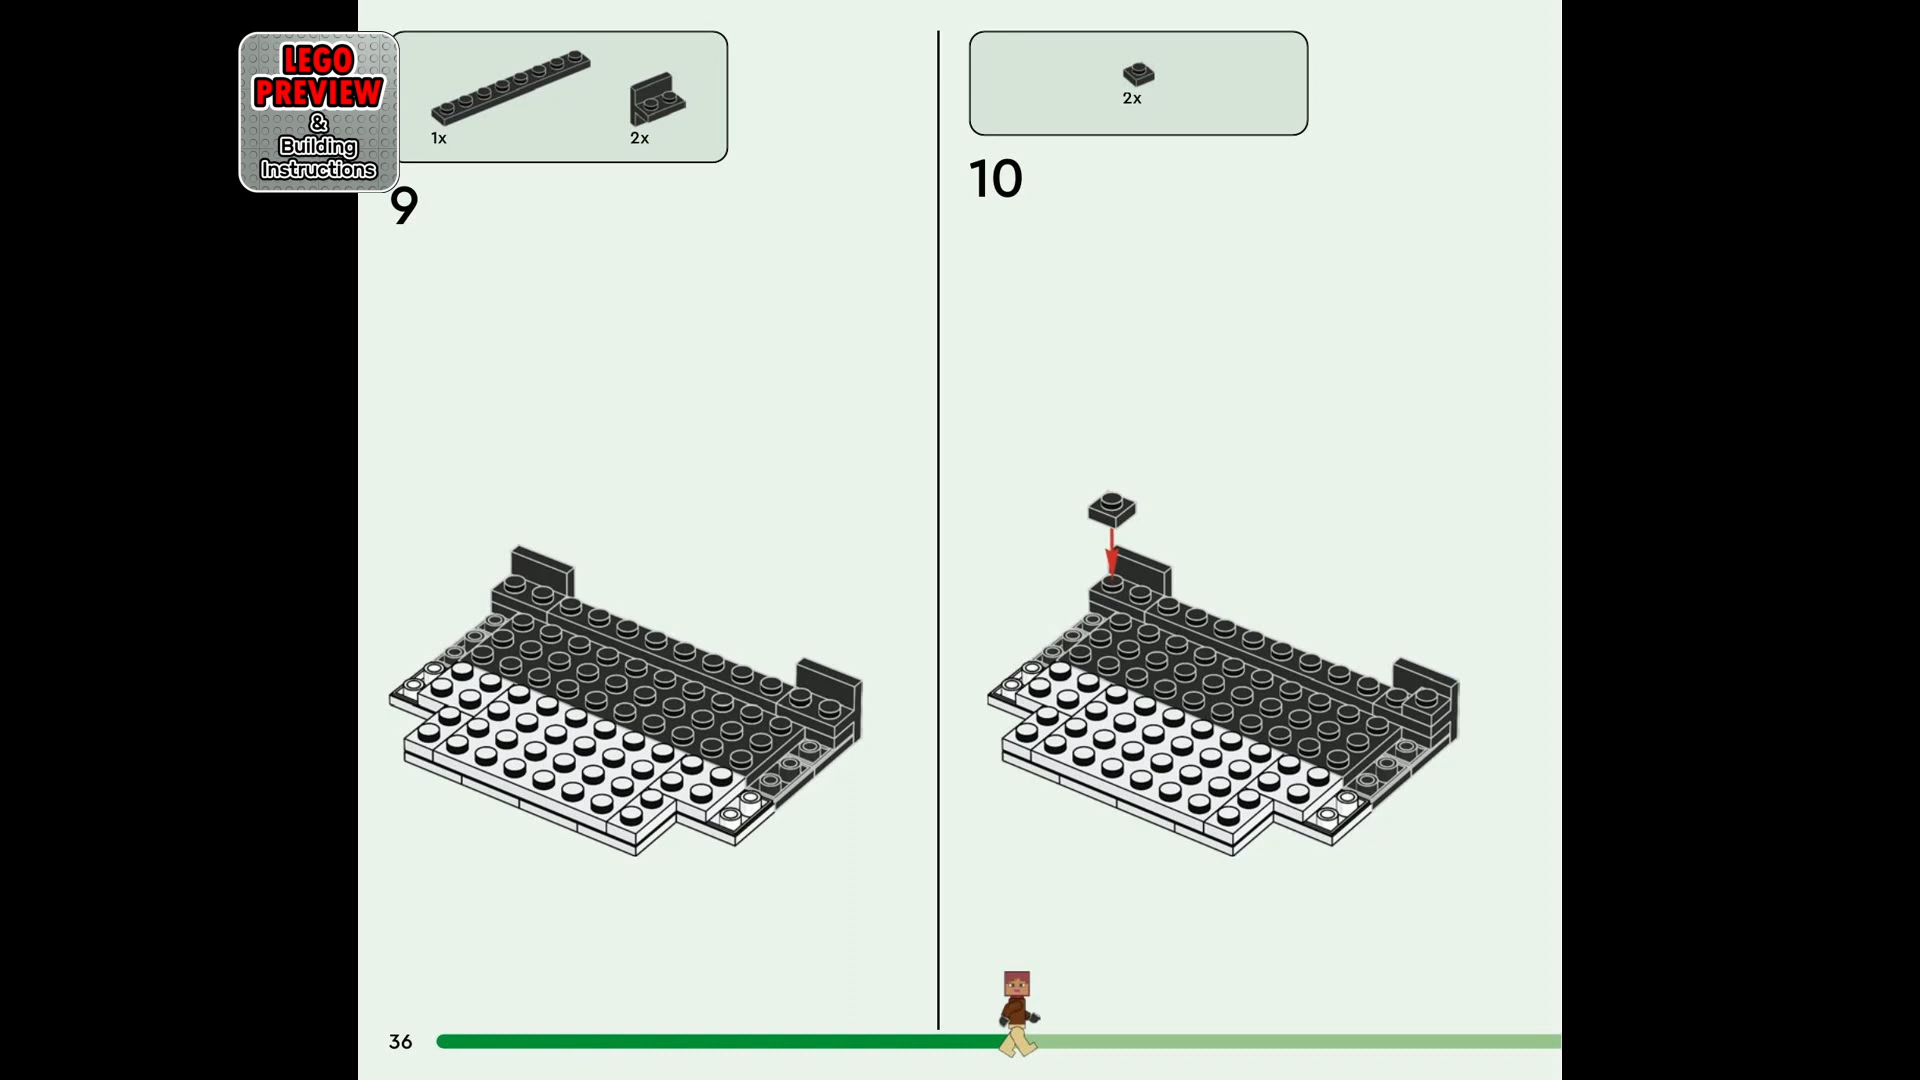 LEGO
PREVIEW
&
Building
Instructions
1x
2x
9
2x
10
36